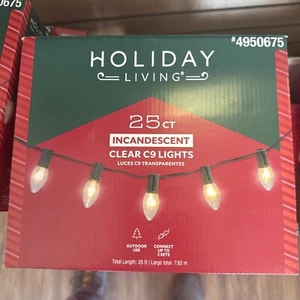 50675
#4950675
HOLIDAY
LIVING®
25 CT
INCANDESCENT
CLEAR C9 LIGHTS
LUCES C9 TRANSPARENTES
OUTDOOR
USE
CONNECT
UP TO
2 SETS
Total Length: 25 ft / Largo total: 7,62 m